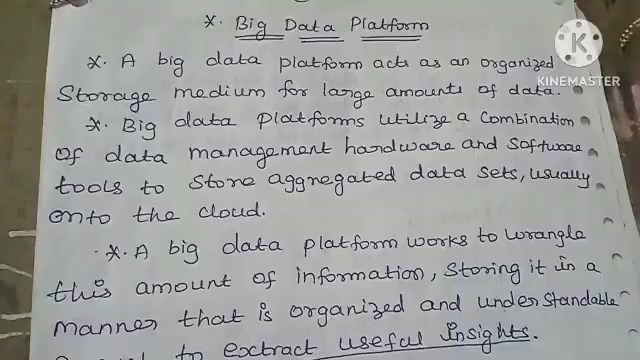 * Big Data Platform
* A big data platform acts as an organized
storage medium for large amounts of data.
* Big data platforms utilize a combination
of data management hardware and software
tools to store aggregated data sets, usually
onto the cloud.
* A big data platform works to wrangle
this amount of information, storing it in a
manner that is organized and understandable
to extract useful insights.
K
KINEMASTER